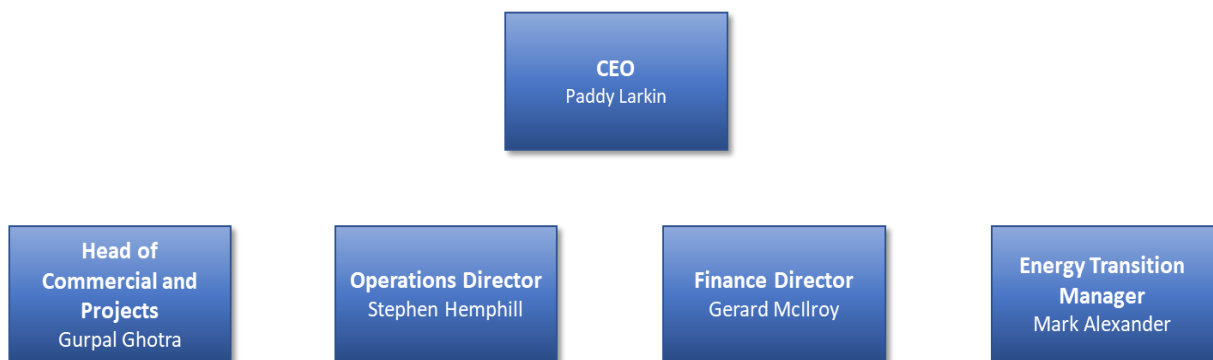 CEO
Paddy Larkin
Head of
Commercial and
Projects
Gurpal Ghotra
Operations Director
Stephen Hemphill
Finance Director
Gerard McIlroy
Energy Transition
Manager
Mark Alexander